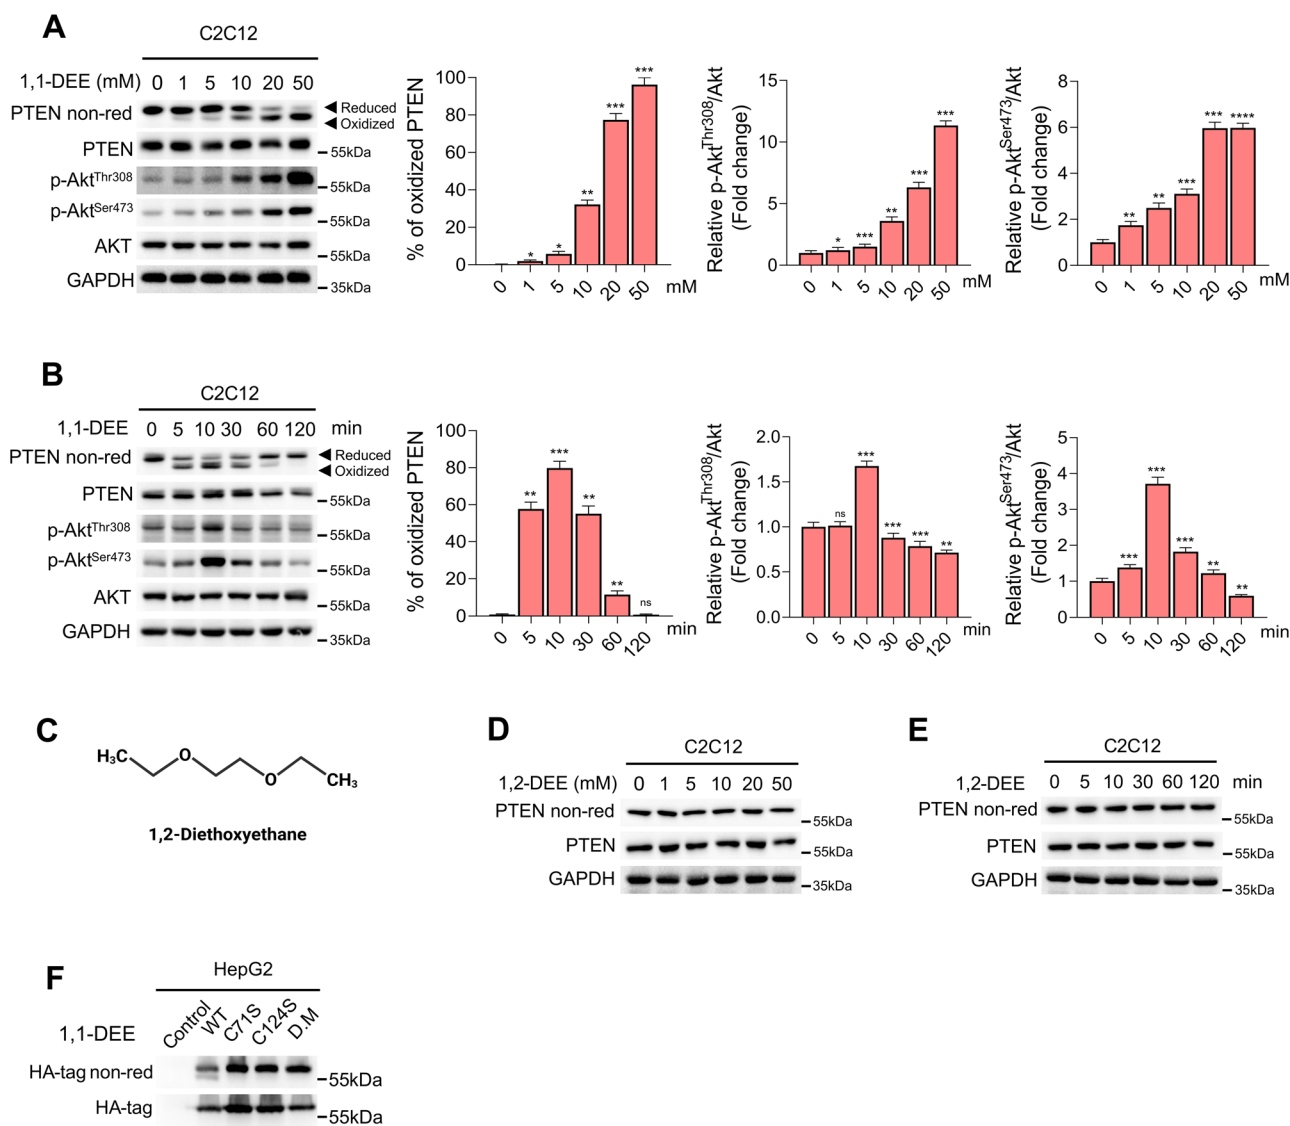 A
C2C12
1,1-DEE (mM) 0 1 5 10 20 50
PTEN non-red
Reduced
Oxidized
PTEN
55kDa
p-AktThr308
55kDa
p-AktSer473
55kDa
AKT
55kDa
GAPDH
35kDa
% of oxidized PTEN
100
80
60
40
20
0
* * ** *** ***
0 1 5 10 20 50 mM
Relative p-AktThr308/Akt
(Fold change)
15
10
5
0
* *** ** *** ***
0 1 5 10 20 50 mM
Relative p-AktSer473/Akt
(Fold change)
8
6
4
2
0
** ** *** *** ****
0 1 5 10 20 50 mM
B
C2C12
1,1-DEE 0 5 10 30 60 120 min
PTEN non-red
Reduced
Oxidized
PTEN
55kDa
p-AktThr308
55kDa
p-AktSer473
55kDa
AKT
55kDa
GAPDH
35kDa
% of oxidized PTEN
100
80
60
40
20
0
** *** ** ** ns
0 5 10 30 60 120 min
Relative p-AktThr308/Akt
(Fold change)
2.0
1.5
1.0
0.5
0.0
ns *** *** *** **
0 5 10 30 60 120 min
Relative p-AktSer473/Akt
(Fold change)
5
4
3
2
1
0
*** *** *** ** **
0 5 10 30 60 120 min
C
H₃C O O CH₃
1,2-Diethoxyethane
D
C2C12
1,2-DEE (mM) 0 1 5 10 20 50
PTEN non-red
55kDa
PTEN
55kDa
GAPDH
35kDa
E
C2C12
1,2-DEE 0 5 10 30 60 120 min
PTEN non-red
55kDa
PTEN
55kDa
GAPDH
35kDa
F
HepG2
1,1-DEE Control WT C71S C124S D.M
HA-tag non-red
55kDa
HA-tag
55kDa